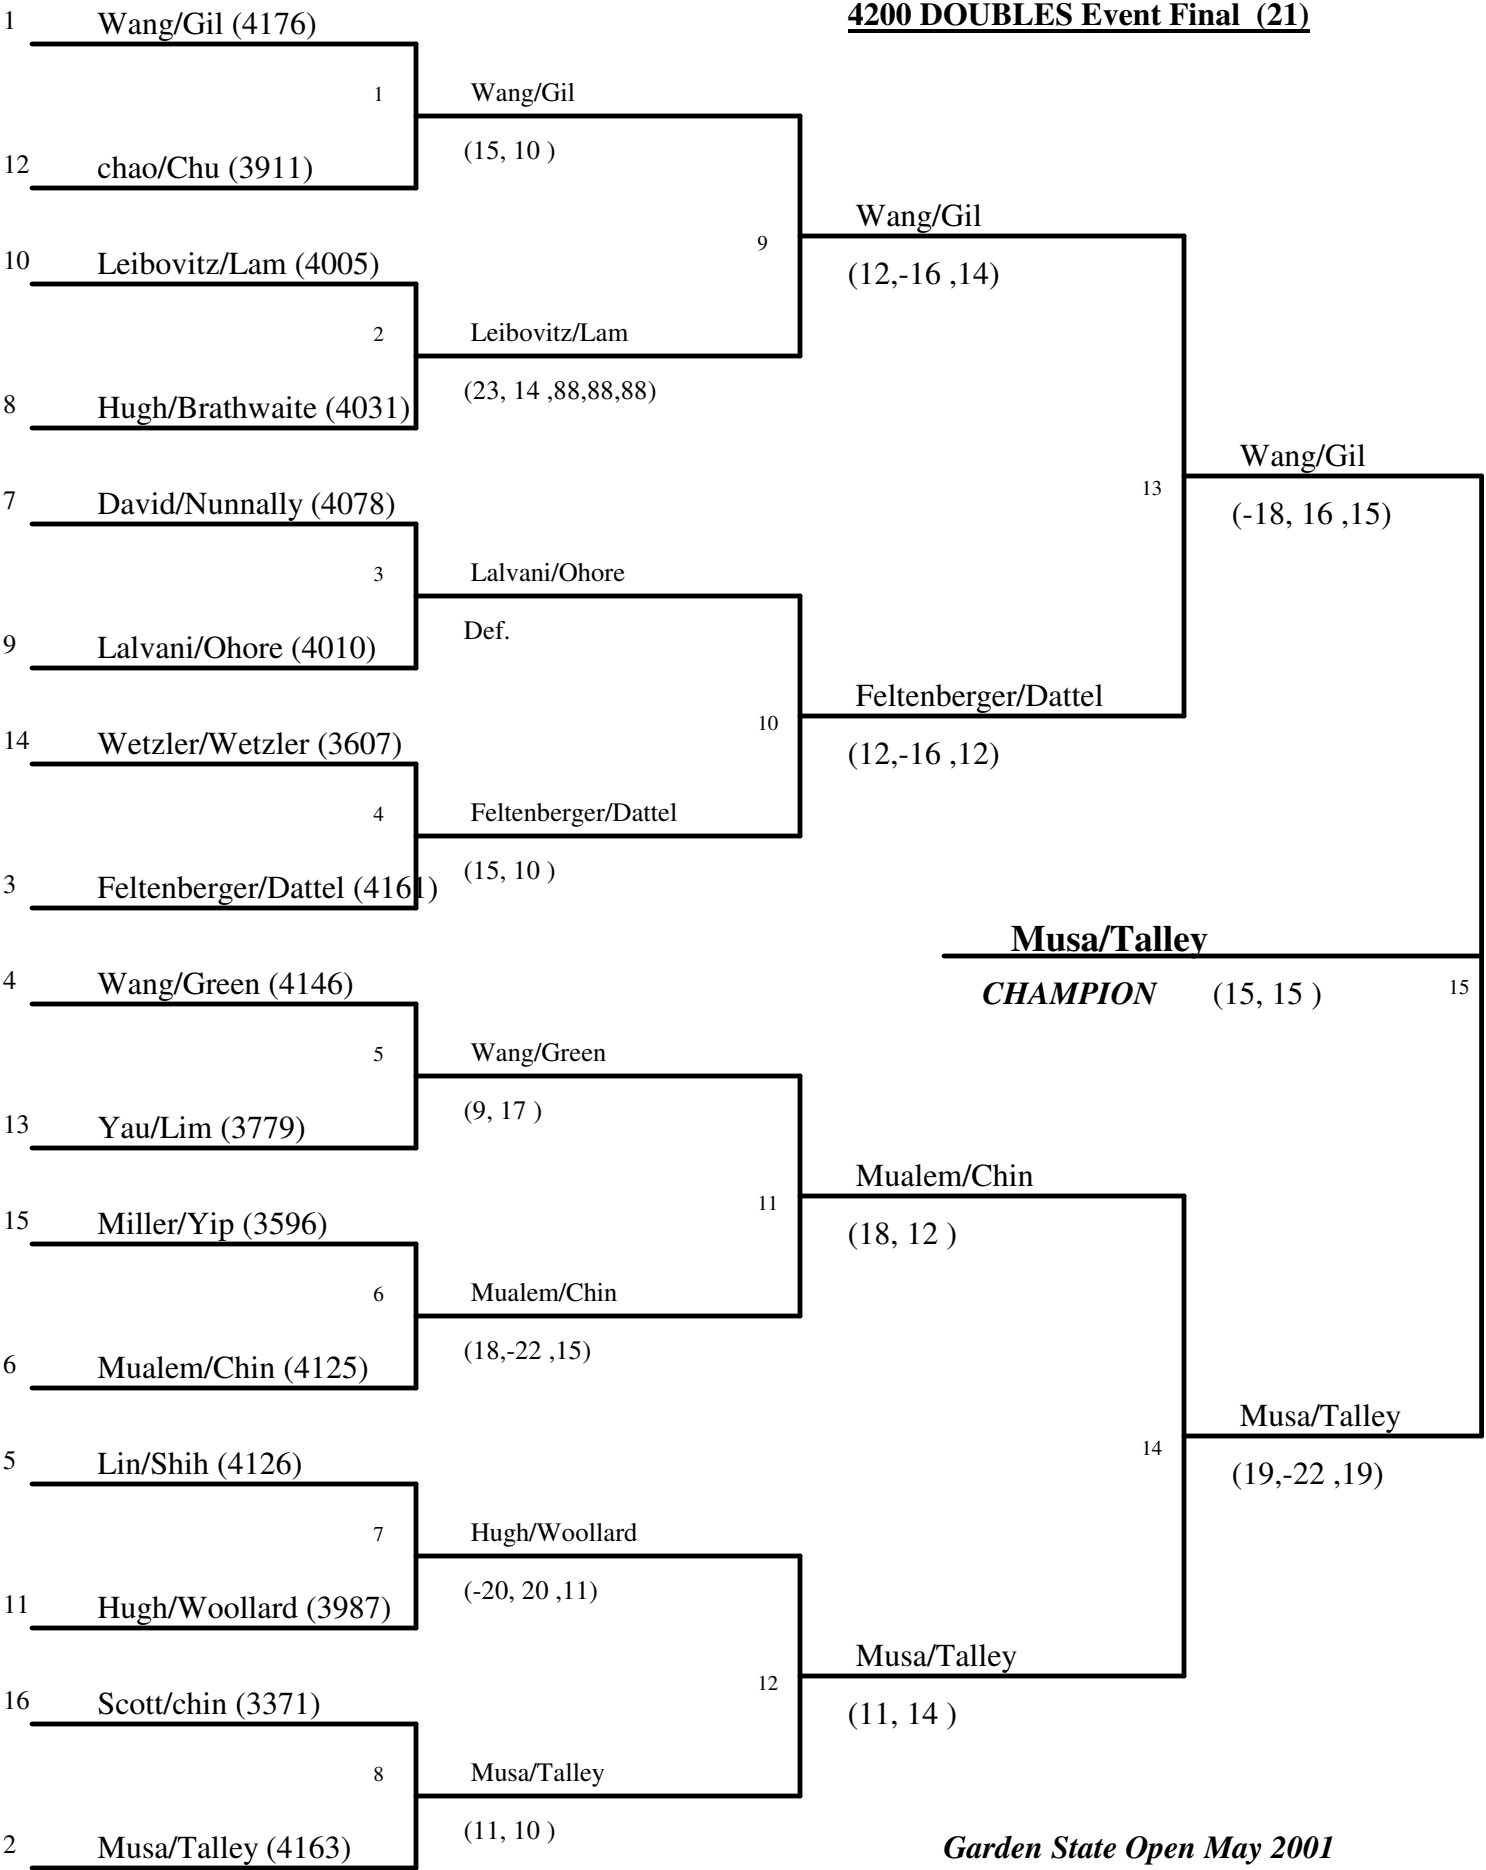 4200 DOUBLES Event Final (21)
1 Wang/Gil (4176)
1 Wang/Gil
(15, 10 )
12 chao/Chu (3911)
9 Wang/Gil
(12,-16 ,14)
10 Leibovitz/Lam (4005)
2 Leibovitz/Lam
(23, 14 ,88,88,88)
8 Hugh/Brathwaite (4031)
13 Wang/Gil
(-18, 16 ,15)
7 David/Nunnally (4078)
3 Lalvani/Ohore
Def.
9 Lalvani/Ohore (4010)
10 Feltenberger/Dattel
(12,-16 ,12)
14 Wetzler/Wetzler (3607)
4 Feltenberger/Dattel
(15, 10 )
3 Feltenberger/Dattel (4161)
Musa/Talley
CHAMPION (15, 15 ) 15
4 Wang/Green (4146)
5 Wang/Green
(9, 17 )
13 Yau/Lim (3779)
11 Mualem/Chin
(18, 12 )
15 Miller/Yip (3596)
6 Mualem/Chin
(18,-22 ,15)
6 Mualem/Chin (4125)
14 Musa/Talley
(19,-22 ,19)
5 Lin/Shih (4126)
7 Hugh/Woollard
(-20, 20 ,11)
11 Hugh/Woollard (3987)
12 Musa/Talley
(11, 14 )
16 Scott/chin (3371)
8 Musa/Talley
(11, 10 )
2 Musa/Talley (4163)
Garden State Open May 2001